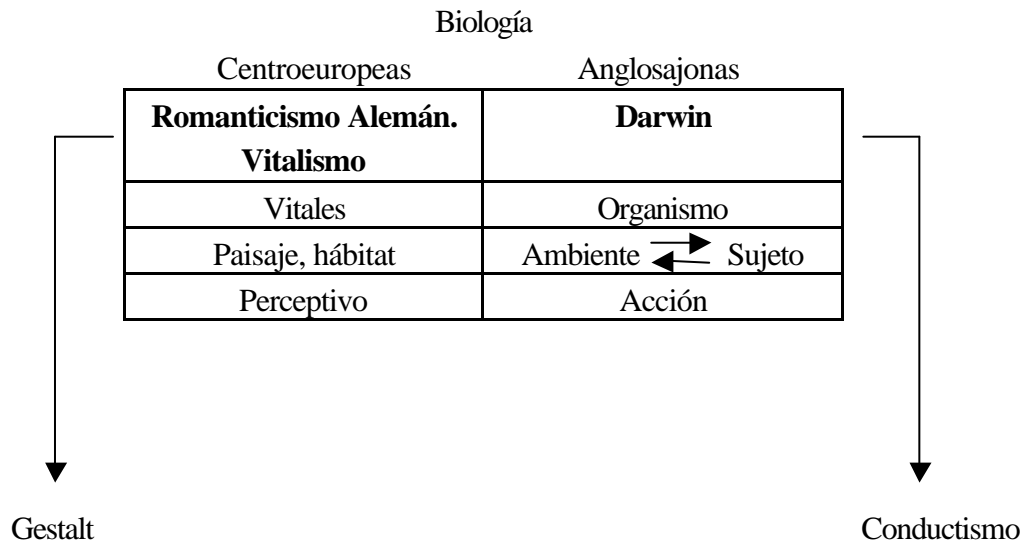 Biología
Centroeuropeas Anglosajonas
Romanticismo Alemán. Darwin
Vitalismo
Vitales Organismo
Paisaje, hábitat Ambiente Sujeto
Perceptivo Acción
Gestalt Conductismo